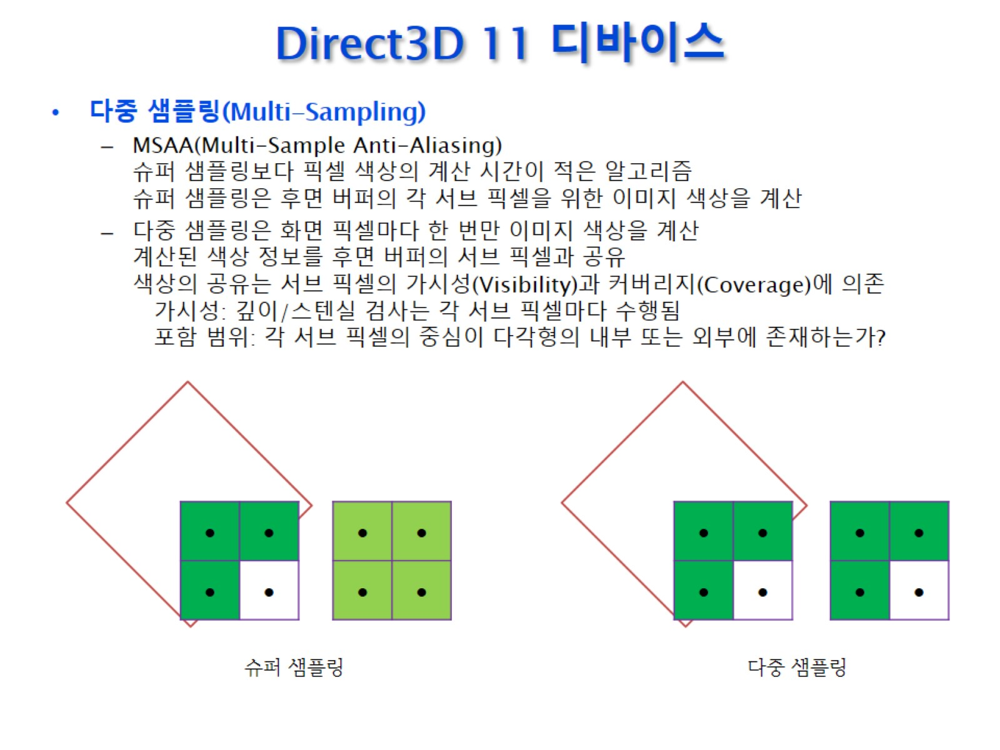 Direct3D 11 디바이스
• 다중 샘플링(Multi-Sampling)
– MSAA(Multi-Sample Anti-Aliasing)
슈퍼 샘플링보다 픽셀 색상의 계산 시간이 적은 알고리즘
슈퍼 샘플링은 후면 버퍼의 각 서브 픽셀을 위한 이미지 색상을 계산
– 다중 샘플링은 화면 픽셀마다 한 번만 이미지 색상을 계산
계산된 색상 정보를 후면 버퍼의 서브 픽셀과 공유
색상의 공유는 서브 픽셀의 가시성(Visibility)과 커버리지(Coverage)에 의존
가시성: 깊이/스텐실 검사는 각 서브 픽셀마다 수행됨
포함 범위: 각 서브 픽셀의 중심이 다각형의 내부 또는 외부에 존재하는가?
슈퍼 샘플링
다중 샘플링